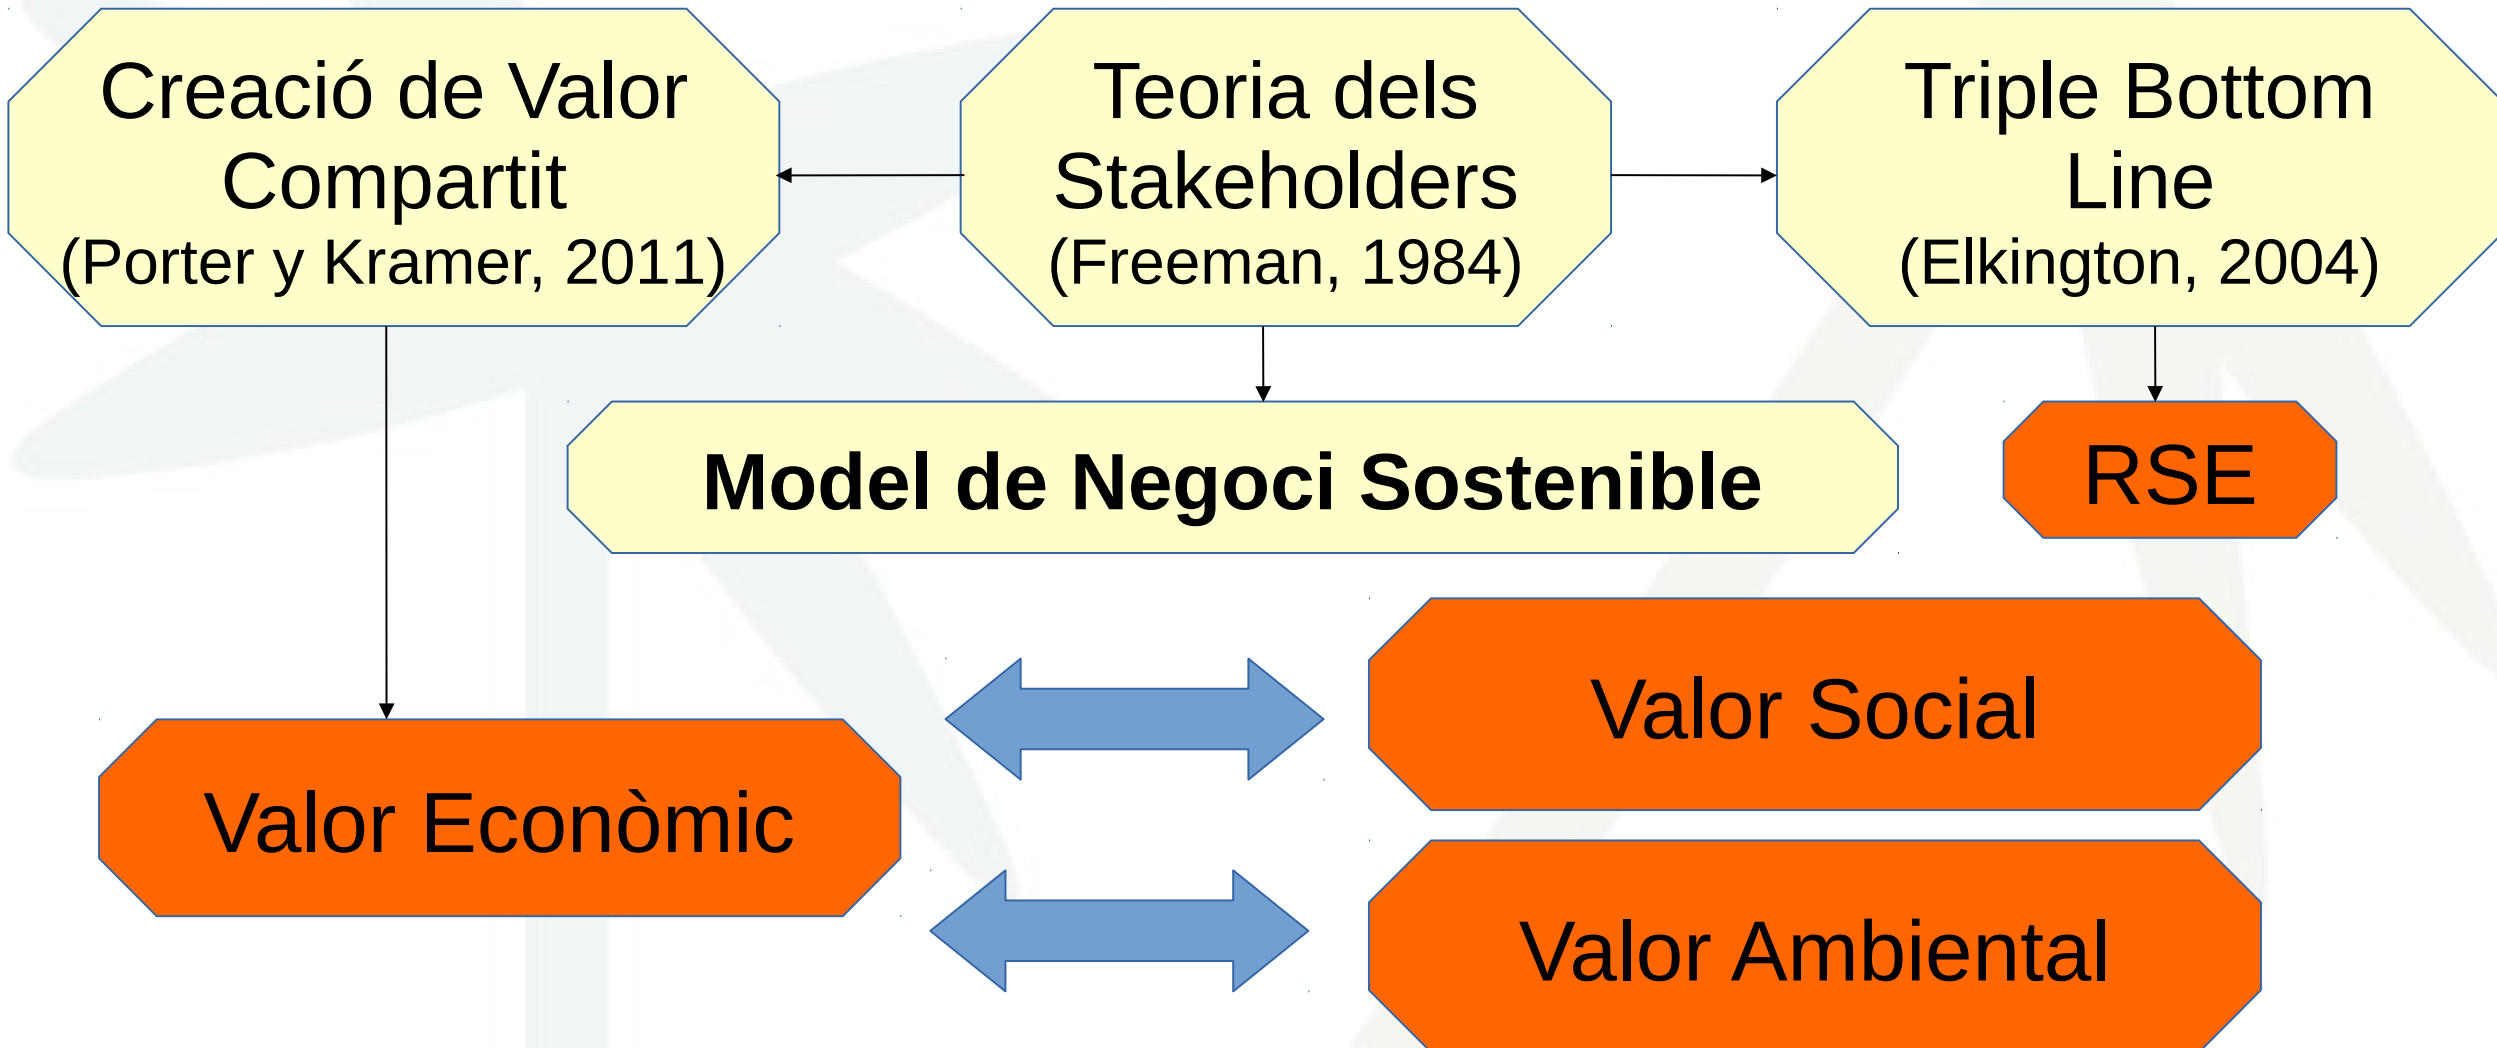 Creació de Valor
Compartit
(Porter y Kramer, 2011)
Teoria dels
Stakeholders
(Freeman, 1984)
Triple Bottom
Line
(Elkington, 2004)
Model de Negoci Sostenible
RSE
Valor Social
Valor Econòmic
Valor Ambiental